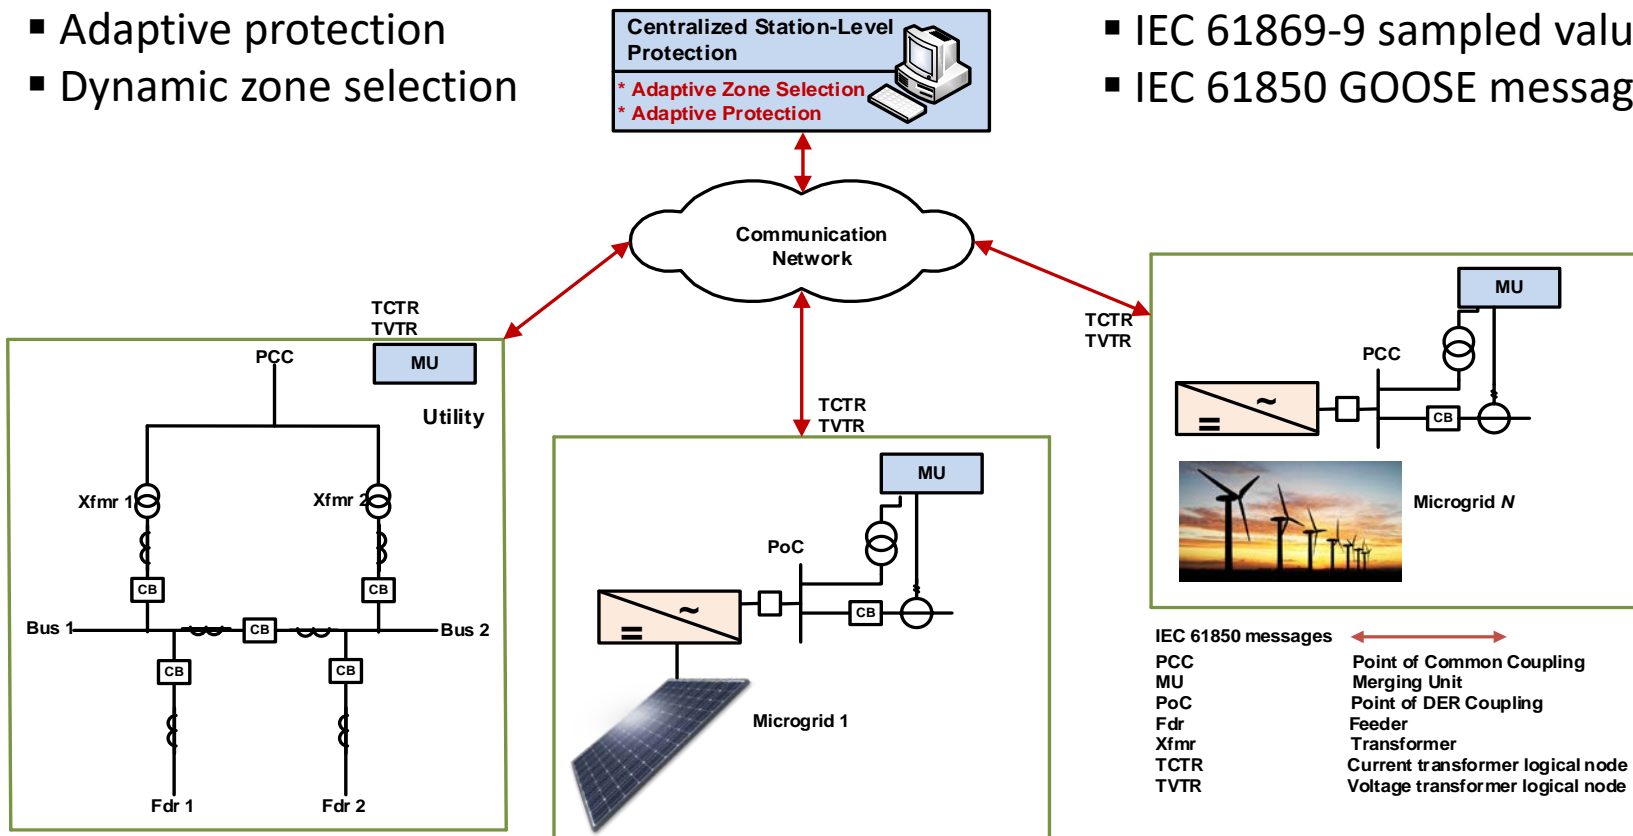 ▪ Adaptive protection
▪ Dynamic zone selection
Centralized Station-Level
Protection
* Adaptive Zone Selection
* Adaptive Protection
▪ IEC 61869-9 sampled valu
▪ IEC 61850 GOOSE messag
Communication
Network
TCTR
TVTR
PCC
MU
Utility
Xfmr 1
Xfmr 2
CB
CB
Bus 1
CB
Bus 2
CB
CB
Fdr 1
Fdr 2
TCTR
TVTR
MU
PoC
~
=
CB
Microgrid 1
TCTR
TVTR
MU
PCC
~
=
CB
Microgrid N
IEC 61850 messages
PCC Point of Common Coupling
MU Merging Unit
PoC Point of DER Coupling
Fdr Feeder
Xfmr Transformer
TCTR Current transformer logical node
TVTR Voltage transformer logical node